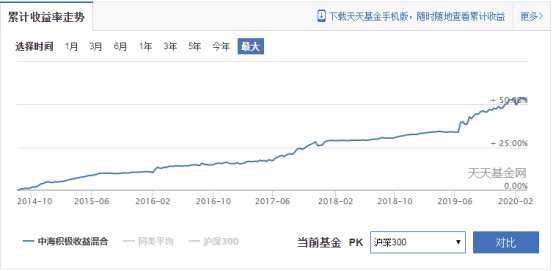 累计收益率走势
下载天天基金手机版，随时随地查看累计收益 更多>
选择时间 1月 3月 6月 1年 3年 5年 今年 最大
+ 50.00%
+ 25.00%
天天基金网
0.00%
2014-10 2015-06 2016-02 2016-10 2017-06 2018-02 2018-10 2019-06 2020-02
中海积极收益混合 同类平均 沪深300 当前基金 PK 沪深300 对比